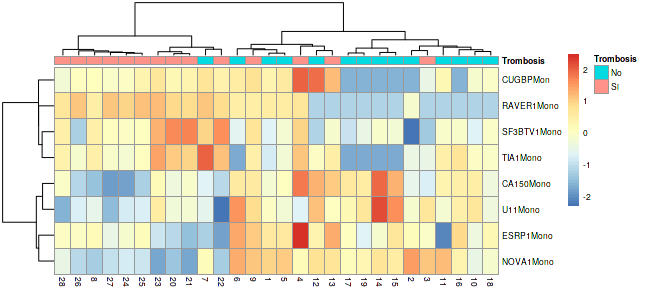 Trombosis
CUGBPMon
RAVER1Mono
SF3BTV1Mono
TIA1Mono
CA150Mono
U11Mono
ESRP1Mono
NOVA1Mono
28 26 8 27 24 25 23 20 21 7 22 6 9 1 5 4 12 13 17 19 14 15 2 3 11 16 10 18
2
1
0
-1
-2
Trombosis
No
SI